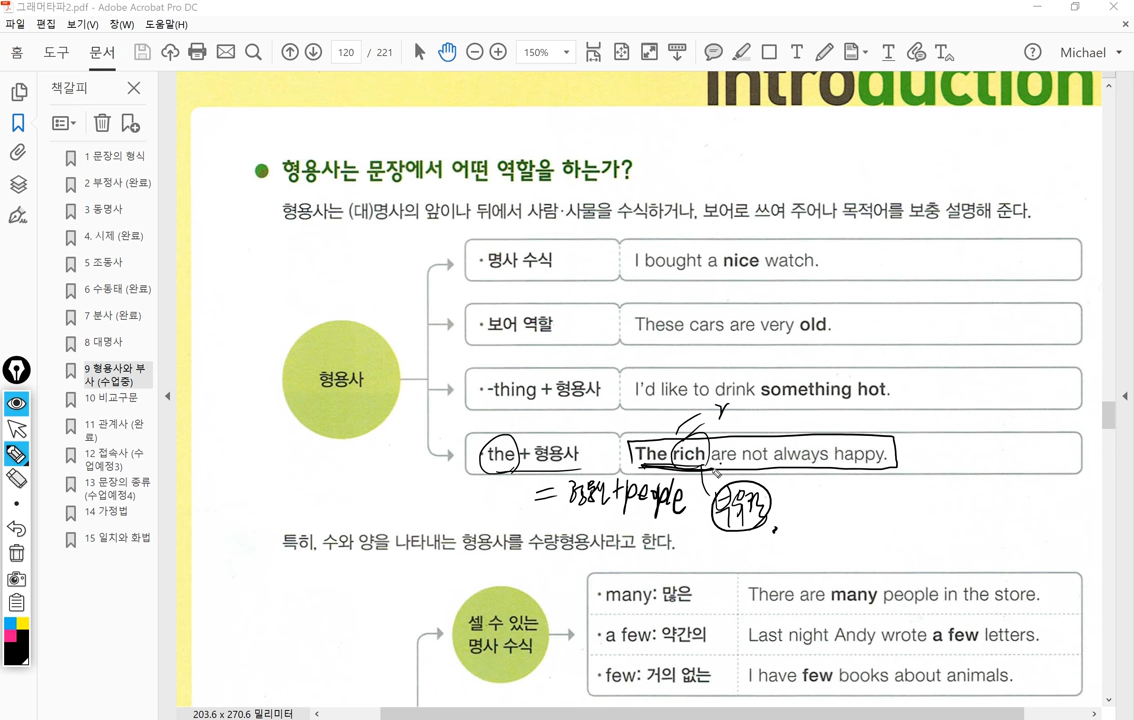 그래머타파2.pdf - Adobe Acrobat Pro DC
파일 편집 보기(V) 창(W) 도움말(H)
홈 도구 문서 120 / 221 150% Michael
책갈피
1 문장의 형식
2 부정사 (완료)
3 동명사
4. 시제 (완료)
5 조동사
6 수동태 (완료)
7 분사 (완료)
8 대명사
9 형용사와 부
사 (수업중)
10 비교구문
11 관계사 (완
료)
12 접속사 (수
업예정3)
13 문장의 종류
(수업예정4)
14 가정법
15 일치와 화법
introduction
형용사는 문장에서 어떤 역할을 하는가?
형용사는 (대)명사의 앞이나 뒤에서 사람·사물을 수식하거나, 보어로 쓰여 주어나 목적어를 보충 설명해 준다.
형용사
· 명사 수식 I bought a nice watch.
· 보어 역할 These cars are very old.
· -thing + 형용사 I'd like to drink something hot.
· the + 형용사 The rich are not always happy.
= 형용사 + people
특히, 수와 양을 나타내는 형용사를 수량형용사라고 한다.
셀 수 있는
명사 수식
· many: 많은 There are many people in the store.
· a few: 약간의 Last night Andy wrote a few letters.
· few: 거의 없는 I have few books about animals.
203.6 x 270.6 밀리미터